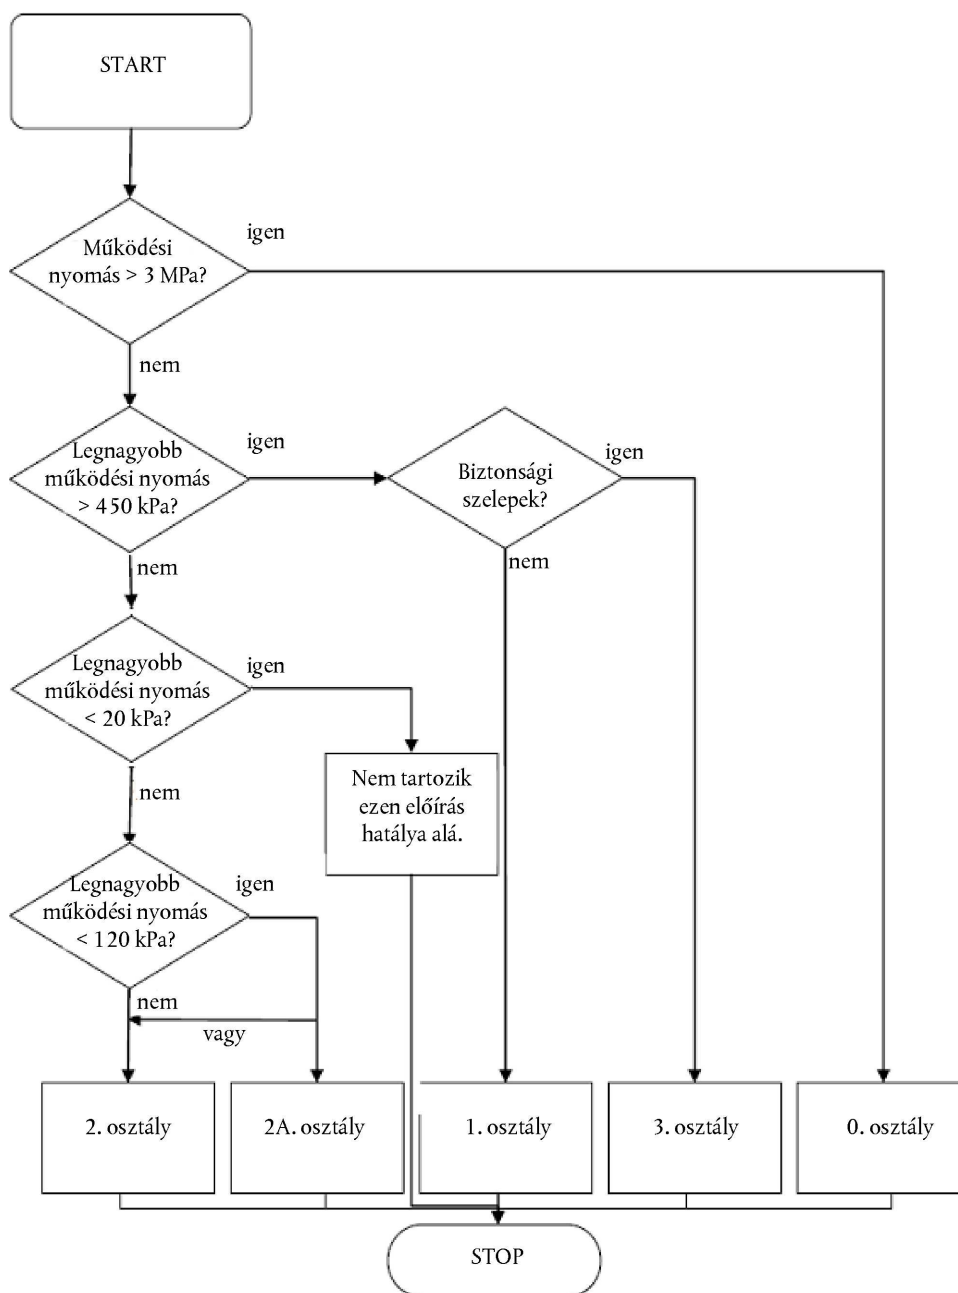 START
igen
Működési
nyomás > 3 MPa?
nem
Legnagyobb
működési nyomás
> 450 kPa?
igen
Biztonsági
szelepek?
igen
nem
nem
Legnagyobb
működési nyomás
< 20 kPa?
igen
Nem tartozik
ezen előírás
hatálya alá.
nem
Legnagyobb
működési nyomás
< 120 kPa?
igen
nem
vagy
2. osztály
2A. osztály
1. osztály
3. osztály
0. osztály
STOP